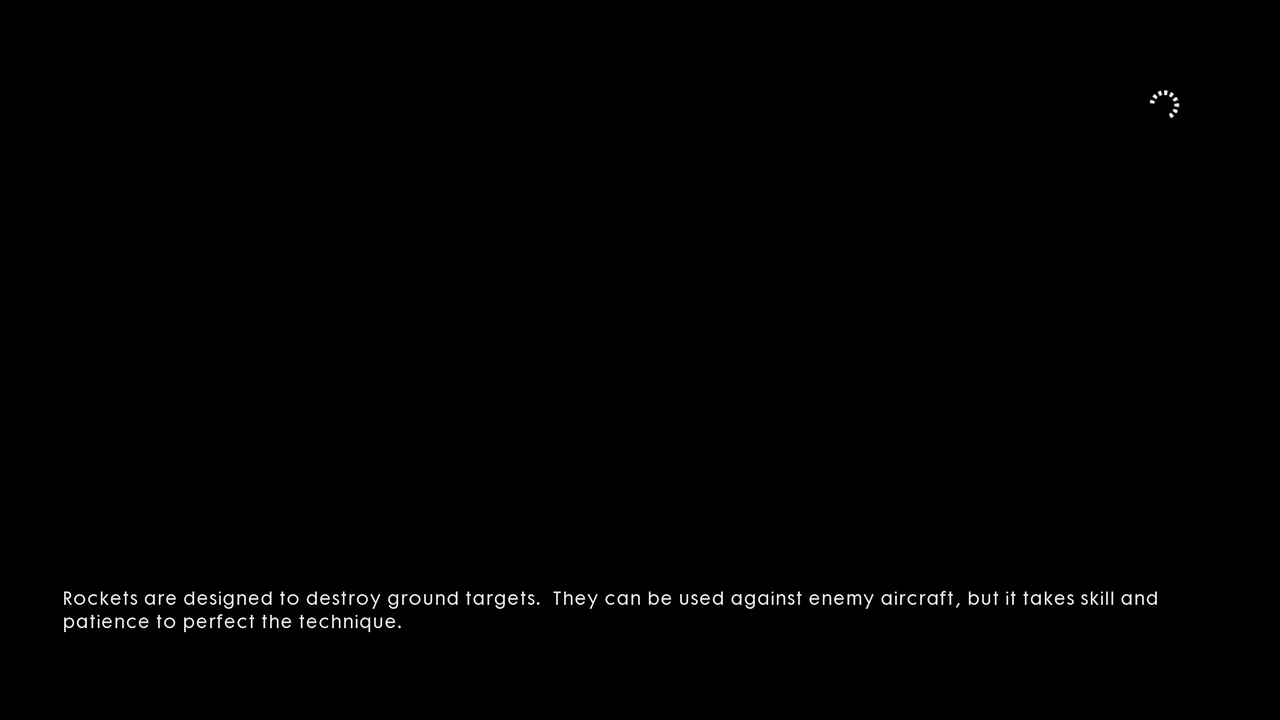 Rockets are designed to destroy ground targets.  They can be used against enemy aircraft, but it takes skill and
patience to perfect the technique.